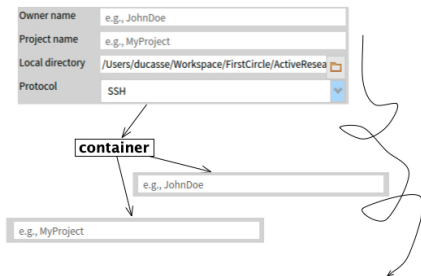 Owner name e.g., JohnDoe
Project name e.g., MyProject
Local directory /Users/ducasse/Workspace/FirstCircle/ActiveResea
Protocol SSH
container
e.g., JohnDoe
e.g., MyProject